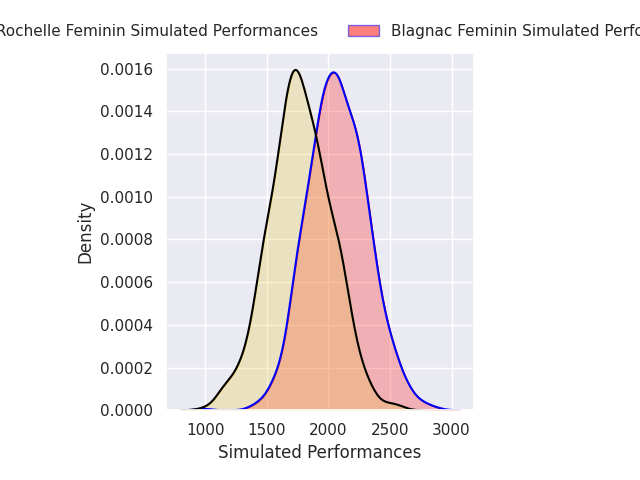 Rochelle Feminin Simulated Performances Blagnac Feminin Simulated Perfo
0.0016
0.0014
0.0012
0.0010
0.0008
0.0006
0.0004
0.0002
0.0000
Density
1000 1500 2000 2500 3000
Simulated Performances